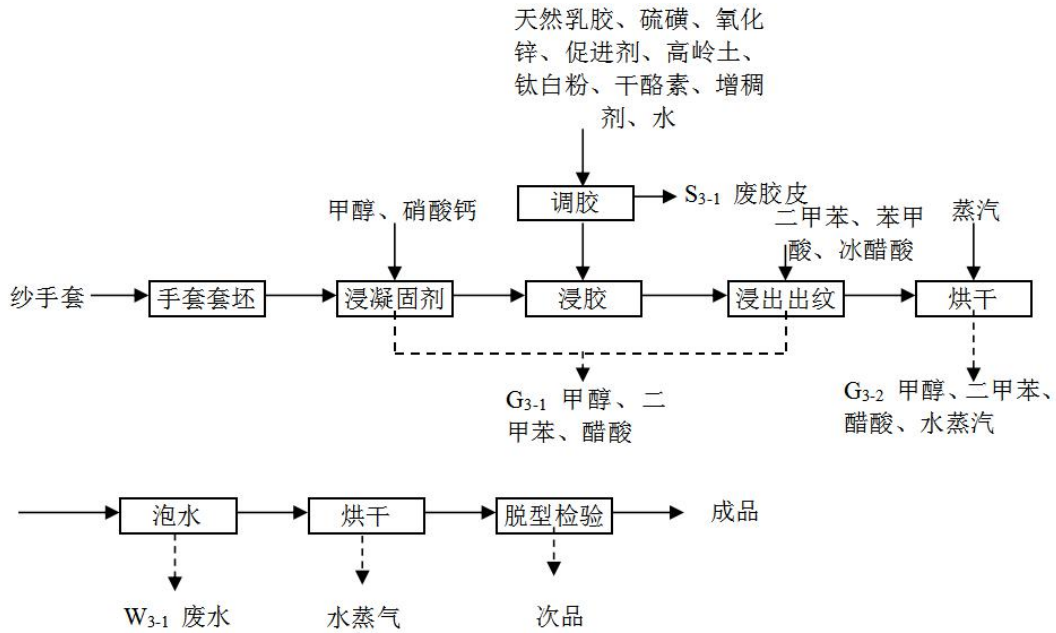 天然乳胶、硫磺、氧化
锌、促进剂、高岭土、
钛白粉、干酪素、增稠
剂、水
调胶
S3-1 废胶皮
甲醇、硝酸钙
二甲苯、苯甲
酸、冰醋酸
蒸汽
纱手套
手套套坯
浸凝固剂
浸胶
浸出出纹
烘干
G3-1 甲醇、二
甲苯、醋酸
G3-2 甲醇、二甲苯、
醋酸、水蒸汽
泡水
烘干
脱型检验
成品
W3-1 废水
水蒸气
次品